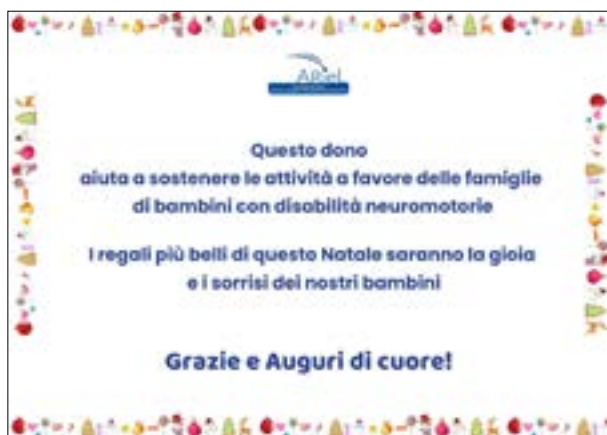 Ariel
Questo dono
aiuta a sostenere le attività a favore delle famiglie
di bambini con disabilità neuromotorie
I regali più belli di questo Natale saranno la gioia
e i sorrisi dei nostri bambini
Grazie e Auguri di cuore!